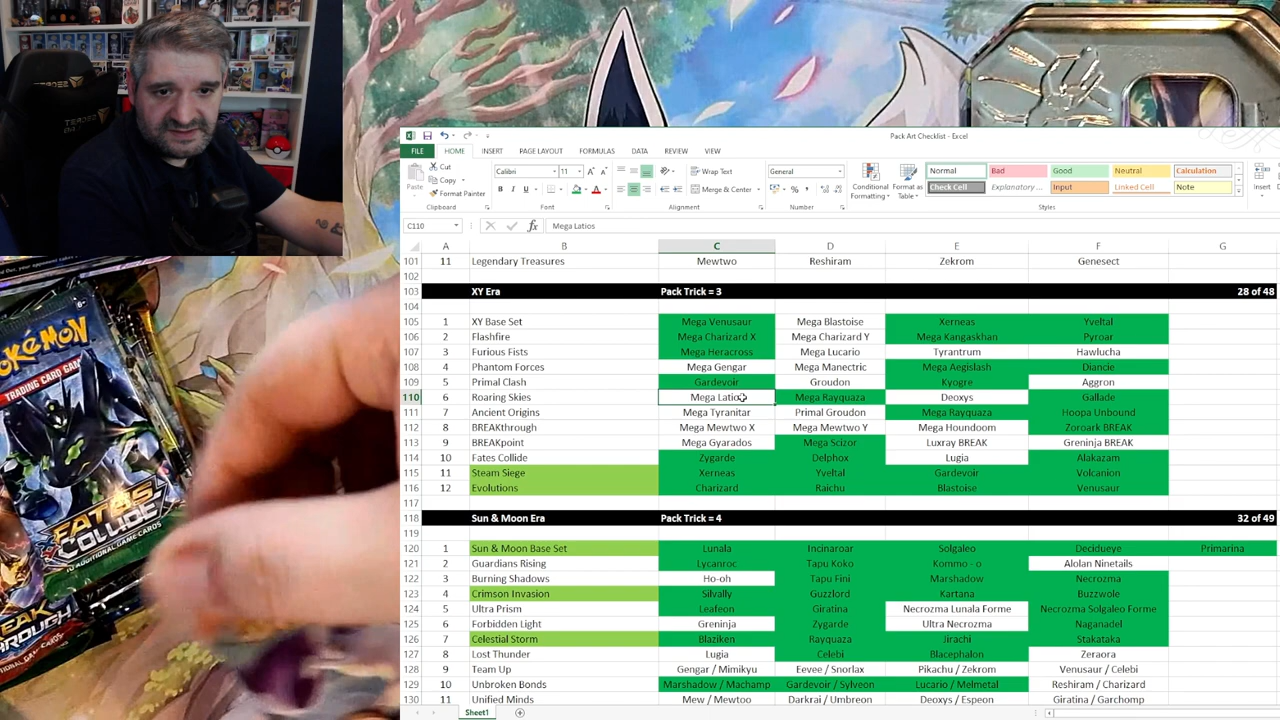 Pack Art Checklist - Excel
FILE HOME INSERT PAGE LAYOUT FORMULAS DATA REVIEW VIEW
Cut
Copy
Format Painter
Paste
Clipboard
Calibri 11
B I U
Font
Wrap Text
Merge & Center
Alignment
General
Number
Conditional Formatting
Format as Table
Normal Bad Good Neutral Calculation
Check Cell Explanatory ... Input Linked Cell Note
Styles
Insert
C110 fx Mega Latios
A B C D E F G
101 11 Legendary Treasures Mewtwo Reshiram Zekrom Genesect
102
103 XY Era Pack Trick = 3 28 of 48
104
105 1 XY Base Set Mega Venusaur Mega Blastoise Xerneas Yveltal
106 2 Flashfire Mega Charizard X Mega Charizard Y Mega Kangaskhan Pyroar
107 3 Furious Fists Mega Heracross Mega Lucario Tyrantrum Hawlucha
108 4 Phantom Forces Mega Gengar Mega Manectric Mega Aegislash Diancie
109 5 Primal Clash Gardevoir Groudon Kyogre Aggron
110 6 Roaring Skies Mega Latios Mega Rayquaza Deoxys Gallade
111 7 Ancient Origins Mega Tyranitar Primal Groudon Mega Rayquaza Hoopa Unbound
112 8 BREAKthrough Mega Mewtwo X Mega Mewtwo Y Mega Houndoom Zoroark BREAK
113 9 BREAKpoint Mega Gyarados Mega Scizor Luxray BREAK Greninja BREAK
114 10 Fates Collide Zygarde Delphox Lugia Alakazam
115 11 Steam Siege Xerneas Yveltal Gardevoir Volcanion
116 12 Evolutions Charizard Raichu Blastoise Venusaur
117
118 Sun & Moon Era Pack Trick = 4 32 of 49
119
120 1 Sun & Moon Base Set Lunala Incinaroar Solgaleo Decidueye Primarina
121 2 Guardians Rising Lycanroc Tapu Koko Kommo - o Alolan Ninetails
122 3 Burning Shadows Ho-oh Tapu Fini Marshadow Necrozma
123 4 Crimson Invasion Silvally Guzzlord Kartana Buzzwole
124 5 Ultra Prism Leafeon Giratina Necrozma Lunala Forme Necrozma Solgaleo Forme
125 6 Forbidden Light Greninja Zygarde Ultra Necrozma Naganadel
126 7 Celestial Storm Blaziken Rayquaza Jirachi Stakataka
127 8 Lost Thunder Lugia Celebi Blacephalon Zeraora
128 9 Team Up Gengar / Mimikyu Eevee / Snorlax Pikachu / Zekrom Venusaur / Celebi
129 10 Unbroken Bonds Marshadow / Machamp Gardevoir / Sylveon Lucario / Melmetal Reshiram / Charizard
130 11 Unified Minds Mew / Mewtoo Darkrai / Umbreon Deoxys / Espeon Giratina / Garchomp
Sheet1
POKéMON
TRADING CARD GAME
FATES COLLIDE
10 ADDITIONAL GAME CARDS
BREAK THROUGH